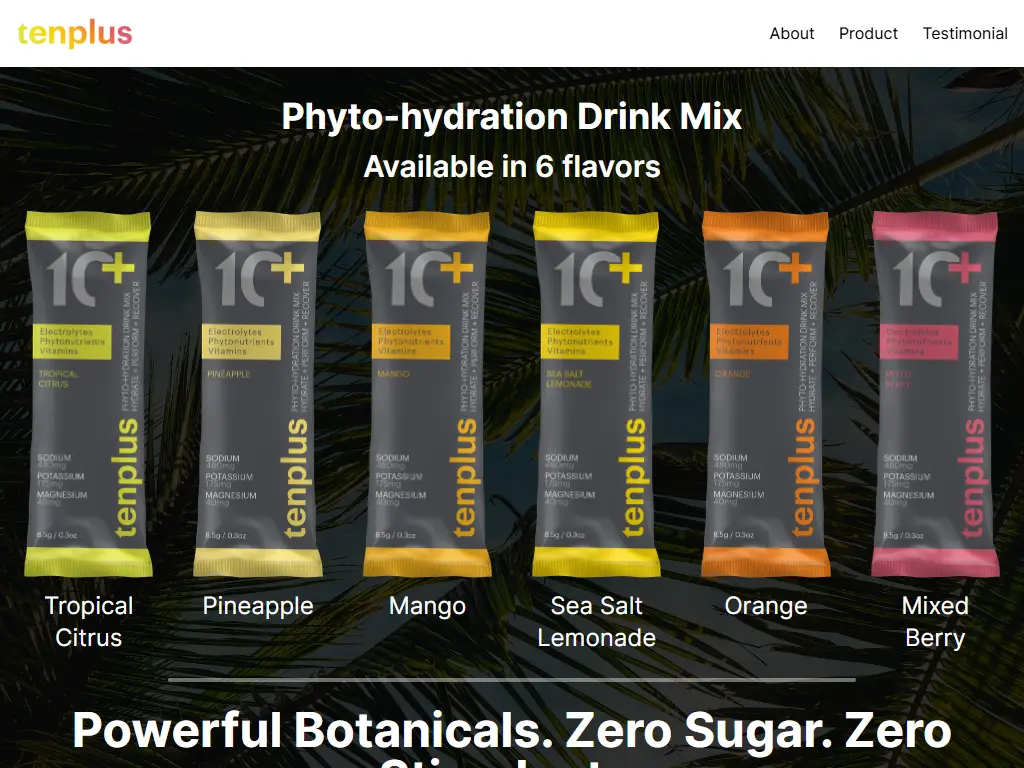 tenplus
About Product Testimonial
Phyto-hydration Drink Mix
Available in 6 flavors
10+
Electrolytes
Phytonutrients
Vitamins
TROPICAL
CITRUS
PHYTO-HYDRATION DRINK MIX
HYDRATE + PERFORM + RECOVER
tenplus
SODIUM
480mg
POTASSIUM
175mg
MAGNESIUM
40mg
8.5g / 0.3oz
10+
Electrolytes
Phytonutrients
Vitamins
PINEAPPLE
PHYTO-HYDRATION DRINK MIX
HYDRATE + PERFORM + RECOVER
tenplus
SODIUM
480mg
POTASSIUM
175mg
MAGNESIUM
40mg
8.5g / 0.3oz
10+
Electrolytes
Phytonutrients
Vitamins
MANGO
PHYTO-HYDRATION DRINK MIX
HYDRATE + PERFORM + RECOVER
tenplus
SODIUM
480mg
POTASSIUM
175mg
MAGNESIUM
40mg
8.5g / 0.3oz
10+
Electrolytes
Phytonutrients
Vitamins
SEA SALT
LEMONADE
PHYTO-HYDRATION DRINK MIX
HYDRATE + PERFORM + RECOVER
tenplus
SODIUM
480mg
POTASSIUM
175mg
MAGNESIUM
40mg
8.5g / 0.3oz
10+
Electrolytes
Phytonutrients
Vitamins
ORANGE
PHYTO-HYDRATION DRINK MIX
HYDRATE + PERFORM + RECOVER
tenplus
SODIUM
480mg
POTASSIUM
175mg
MAGNESIUM
40mg
8.5g / 0.3oz
10+
Electrolytes
Phytonutrients
Vitamins
MIXED
BERRY
PHYTO-HYDRATION DRINK MIX
HYDRATE + PERFORM + RECOVER
tenplus
SODIUM
480mg
POTASSIUM
175mg
MAGNESIUM
40mg
8.5g / 0.3oz
Tropical
Citrus
Pineapple
Mango
Sea Salt
Lemonade
Orange
Mixed
Berry
Powerful Botanicals. Zero Sugar. Zero